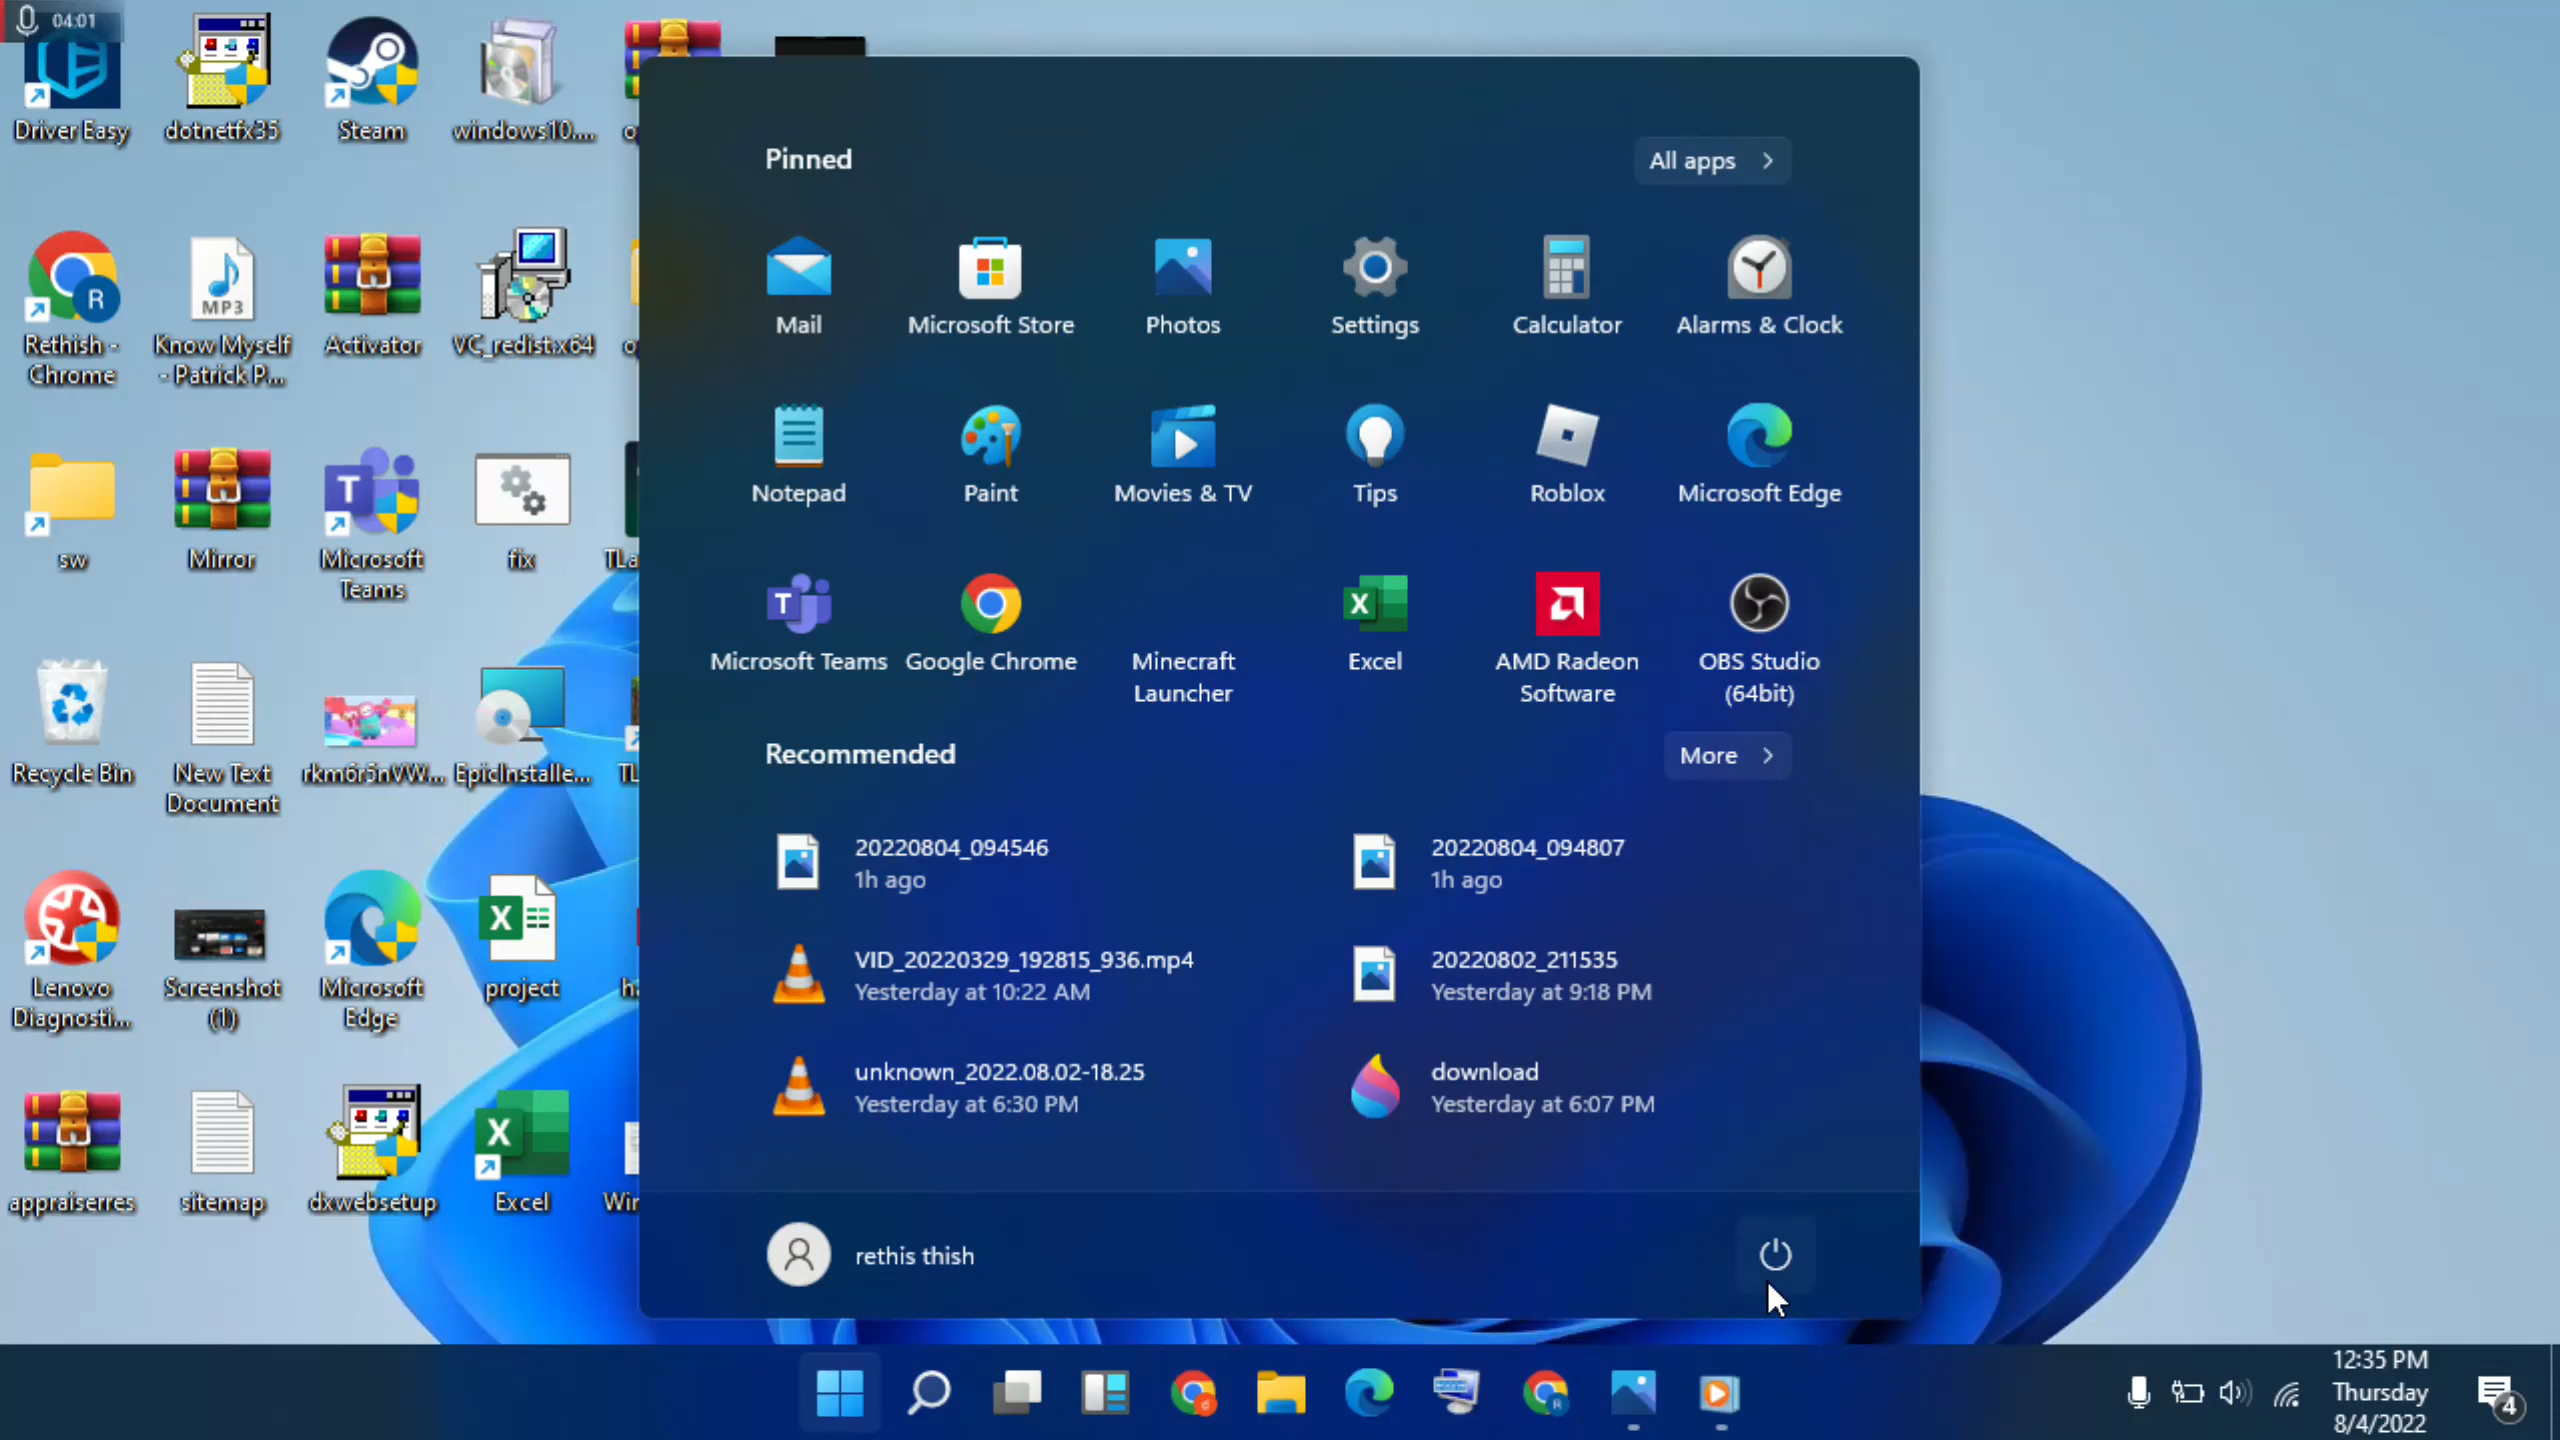 04:01
Driver Easy
dotnetfx35
Steam
windows10....
Rethish -
Chrome
R
MP3
Know Myself
- Patrick P...
Activator
VC_redist.x64
sw
Mirror
Microsoft
Teams
fix
Recycle Bin
New Text
Document
rkm6r5nVW...
EpicInstalle...
Lenovo
Diagnosti...
Screenshot
(1)
Microsoft
Edge
project
appraiserres
sitemap
dxwebsetup
Excel
Pinned
All apps
Mail
Microsoft Store
Photos
Settings
Calculator
Alarms & Clock
Notepad
Paint
Movies & TV
Tips
Roblox
Microsoft Edge
Microsoft Teams
Google Chrome
Minecraft
Launcher
Excel
AMD Radeon
Software
OBS Studio
(64bit)
Recommended
More
20220804_094546
1h ago
20220804_094807
1h ago
VID_20220329_192815_936.mp4
Yesterday at 10:22 AM
20220802_211535
Yesterday at 9:18 PM
unknown_2022.08.02-18.25
Yesterday at 6:30 PM
download
Yesterday at 6:07 PM
rethis thish
12:35 PM
Thursday
8/4/2022
4